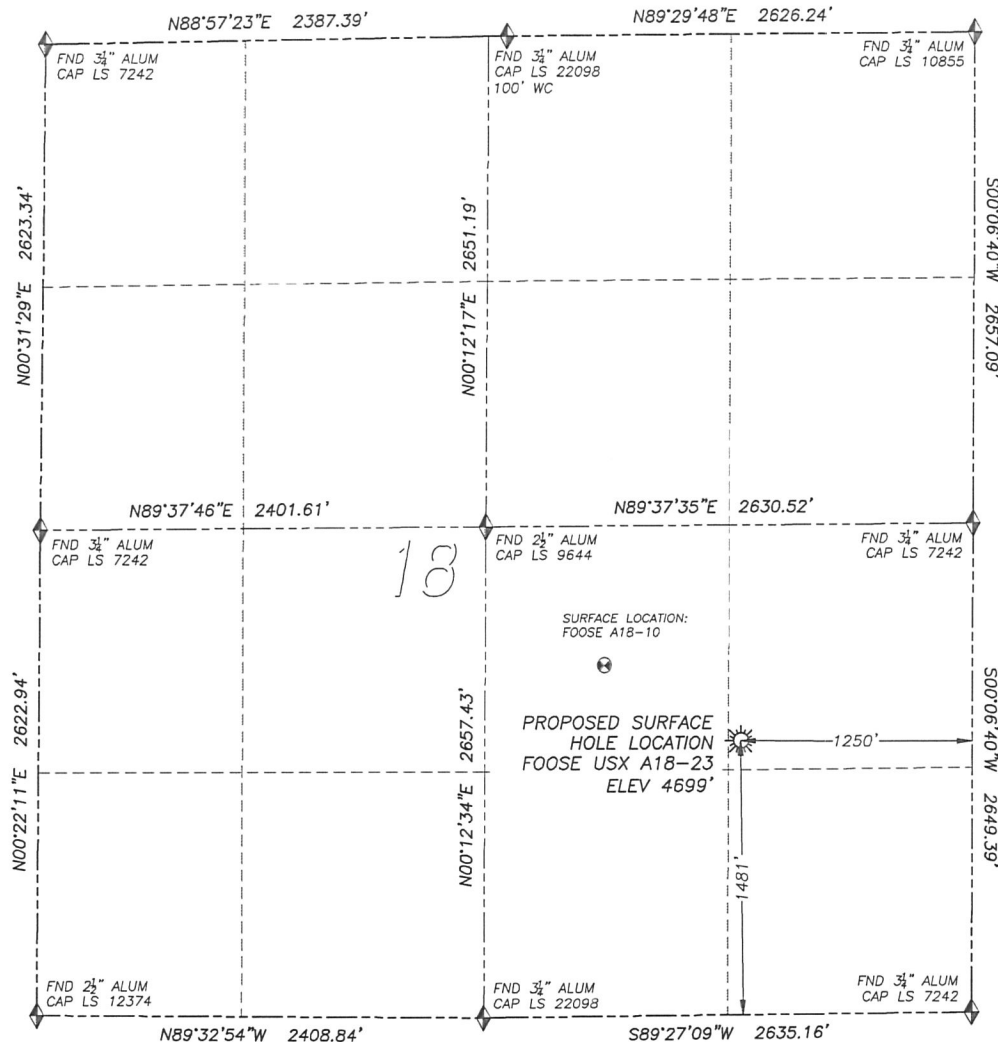 N88°57'23"E 2387.39'
N89°29'48"E 2626.24'
FND 3¼" ALUM
CAP LS 7242
FND 3¼" ALUM
CAP LS 22098
100' WC
FND 3¼" ALUM
CAP LS 10855
N00°31'29"E 2623.34'
N00°12'17"E 2651.19'
S00°06'40"W 2657.09'
N89°37'46"E 2401.61'
N89°37'35"E 2630.52'
FND 3¼" ALUM
CAP LS 7242
FND 2½" ALUM
CAP LS 9644
FND 3¼" ALUM
CAP LS 7242
18
SURFACE LOCATION:
FOOSE A18-10
PROPOSED SURFACE
HOLE LOCATION
FOOSE USX A18-23
ELEV 4699'
1250'
1481'
N00°22'11"E 2622.94'
N00°12'34"E 2657.43'
S00°06'40"W 2649.39'
FND 2½" ALUM
CAP LS 12374
FND 3¼" ALUM
CAP LS 22098
FND 3¼" ALUM
CAP LS 7242
N89°32'54"W 2408.84'
S89°27'09"W 2635.16'